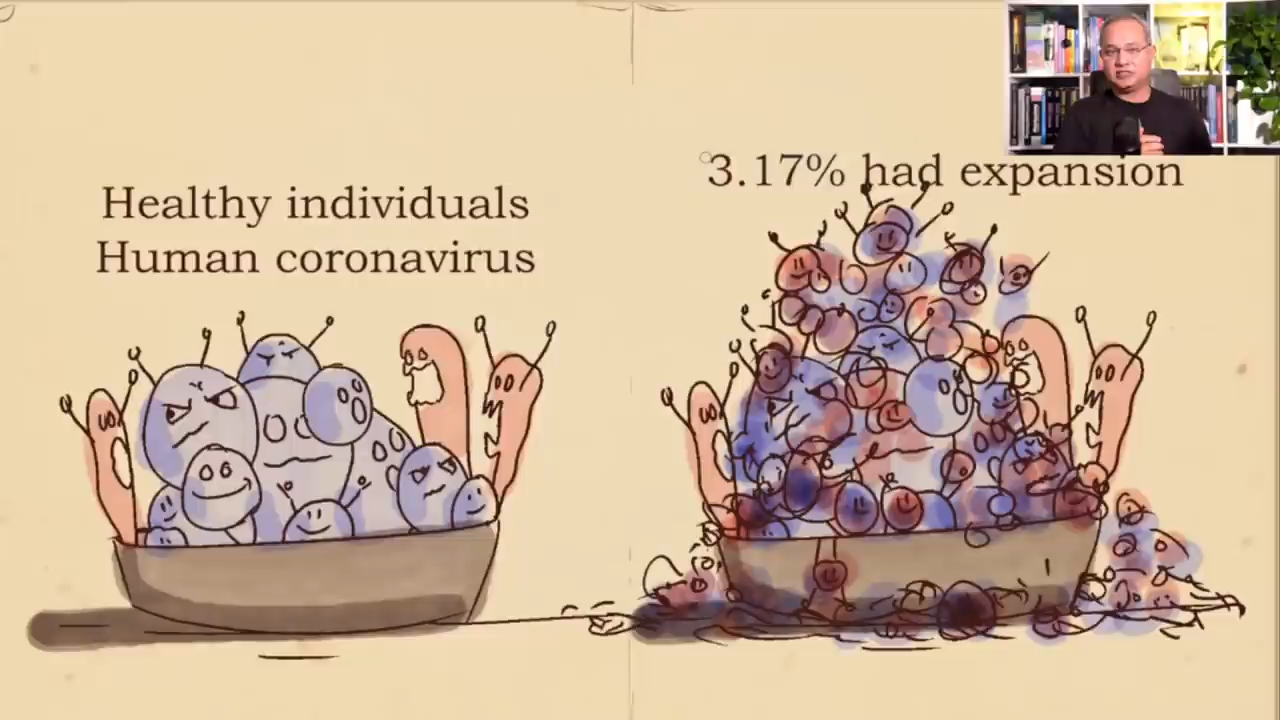 Healthy individuals
Human coronavirus
3.17% had expansion